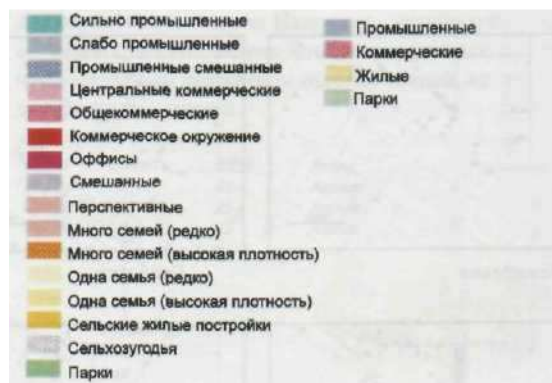 Сильно промышленные
Слабо промышленные
Промышленные смешанные
Центральные коммерческие
Общекоммерческие
Коммерческое окружение
Оффисы
Смешанные
Перспективные
Много семей (редко)
Много семей (высокая плотность)
Одна семья (редко)
Одна семья (высокая плотность)
Сельские жилые постройки
Сельхозугодья
Парки
Промышленные
Коммерческие
Жилые
Парки